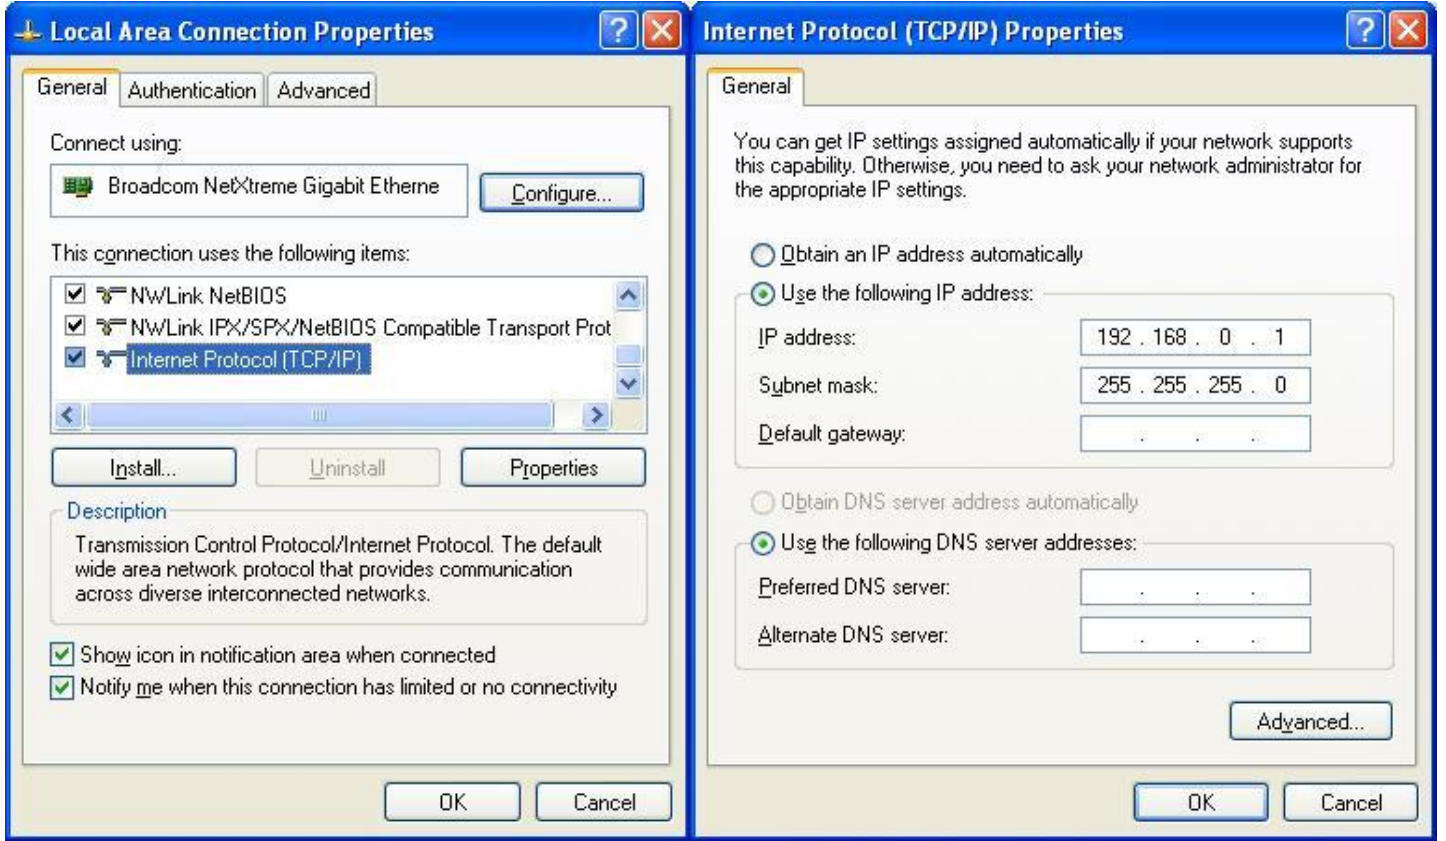 Local Area Connection Properties
General Authentication Advanced
Connect using:
Broadcom NetXtreme Gigabit Etherne
Configure...
This connection uses the following items:
NWLink NetBIOS
NWLink IPX/SPX/NetBIOS Compatible Transport Prot
Internet Protocol (TCP/IP)
Install... Uninstall Properties
Description
Transmission Control Protocol/Internet Protocol. The default
wide area network protocol that provides communication
across diverse interconnected networks.
Show icon in notification area when connected
Notify me when this connection has limited or no connectivity
OK Cancel
Internet Protocol (TCP/IP) Properties
General
You can get IP settings assigned automatically if your network supports
this capability. Otherwise, you need to ask your network administrator for
the appropriate IP settings.
Obtain an IP address automatically
Use the following IP address:
IP address: 192 . 168 . 0 . 1
Subnet mask: 255 . 255 . 255 . 0
Default gateway: . . .
Obtain DNS server address automatically
Use the following DNS server addresses:
Preferred DNS server: . . .
Alternate DNS server: . . .
Advanced...
OK Cancel